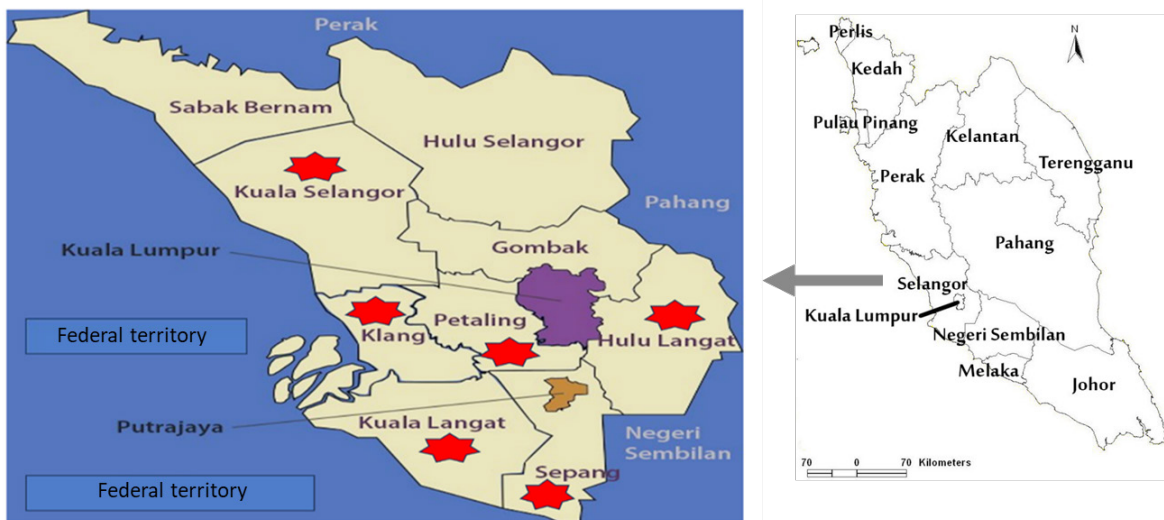 Perak
Sabak Bernam
Hulu Selangor
Kuala Selangor
Pahang
Kuala Lumpur
Gombak
Federal territory
Klang
Petaling
Hulu Langat
Putrajaya
Kuala Langat
Negeri
Sembilan
Federal territory
Sepang
N
Perlis
Kedah
Pulau Pinang
Kelantan
Terengganu
Perak
Pahang
Selangor
Kuala Lumpur
Negeri Sembilan
Melaka
Johor
70 0 70 Kilometers